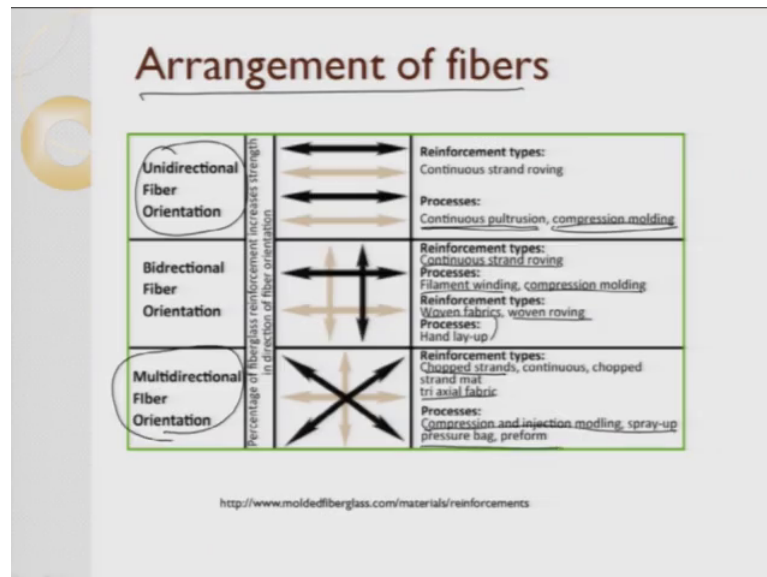 Arrangement of fibers
Unidirectional
Fiber
Orientation
Percentage of fiberglass reinforcement increases strength
in direction of fiber orientation
Reinforcement types:
Continuous strand roving
Processes:
Continuous pultrusion, compression molding
Bidrectional
Fiber
Orientation
Reinforcement types:
Continuous strand roving
Processes:
Filament winding, compression molding
Reinforcement types:
Woven fabrics, woven roving
Processes:
Hand lay-up
Multidirectional
FIber
Orientation
Reinforcement types:
Chopped strands, continuous, chopped
strand mat
tri axial fabric
Processes:
Compression and injection modling, spray-up
pressure bag, preform
http://www.moldedfiberglass.com/materials/reinforcements